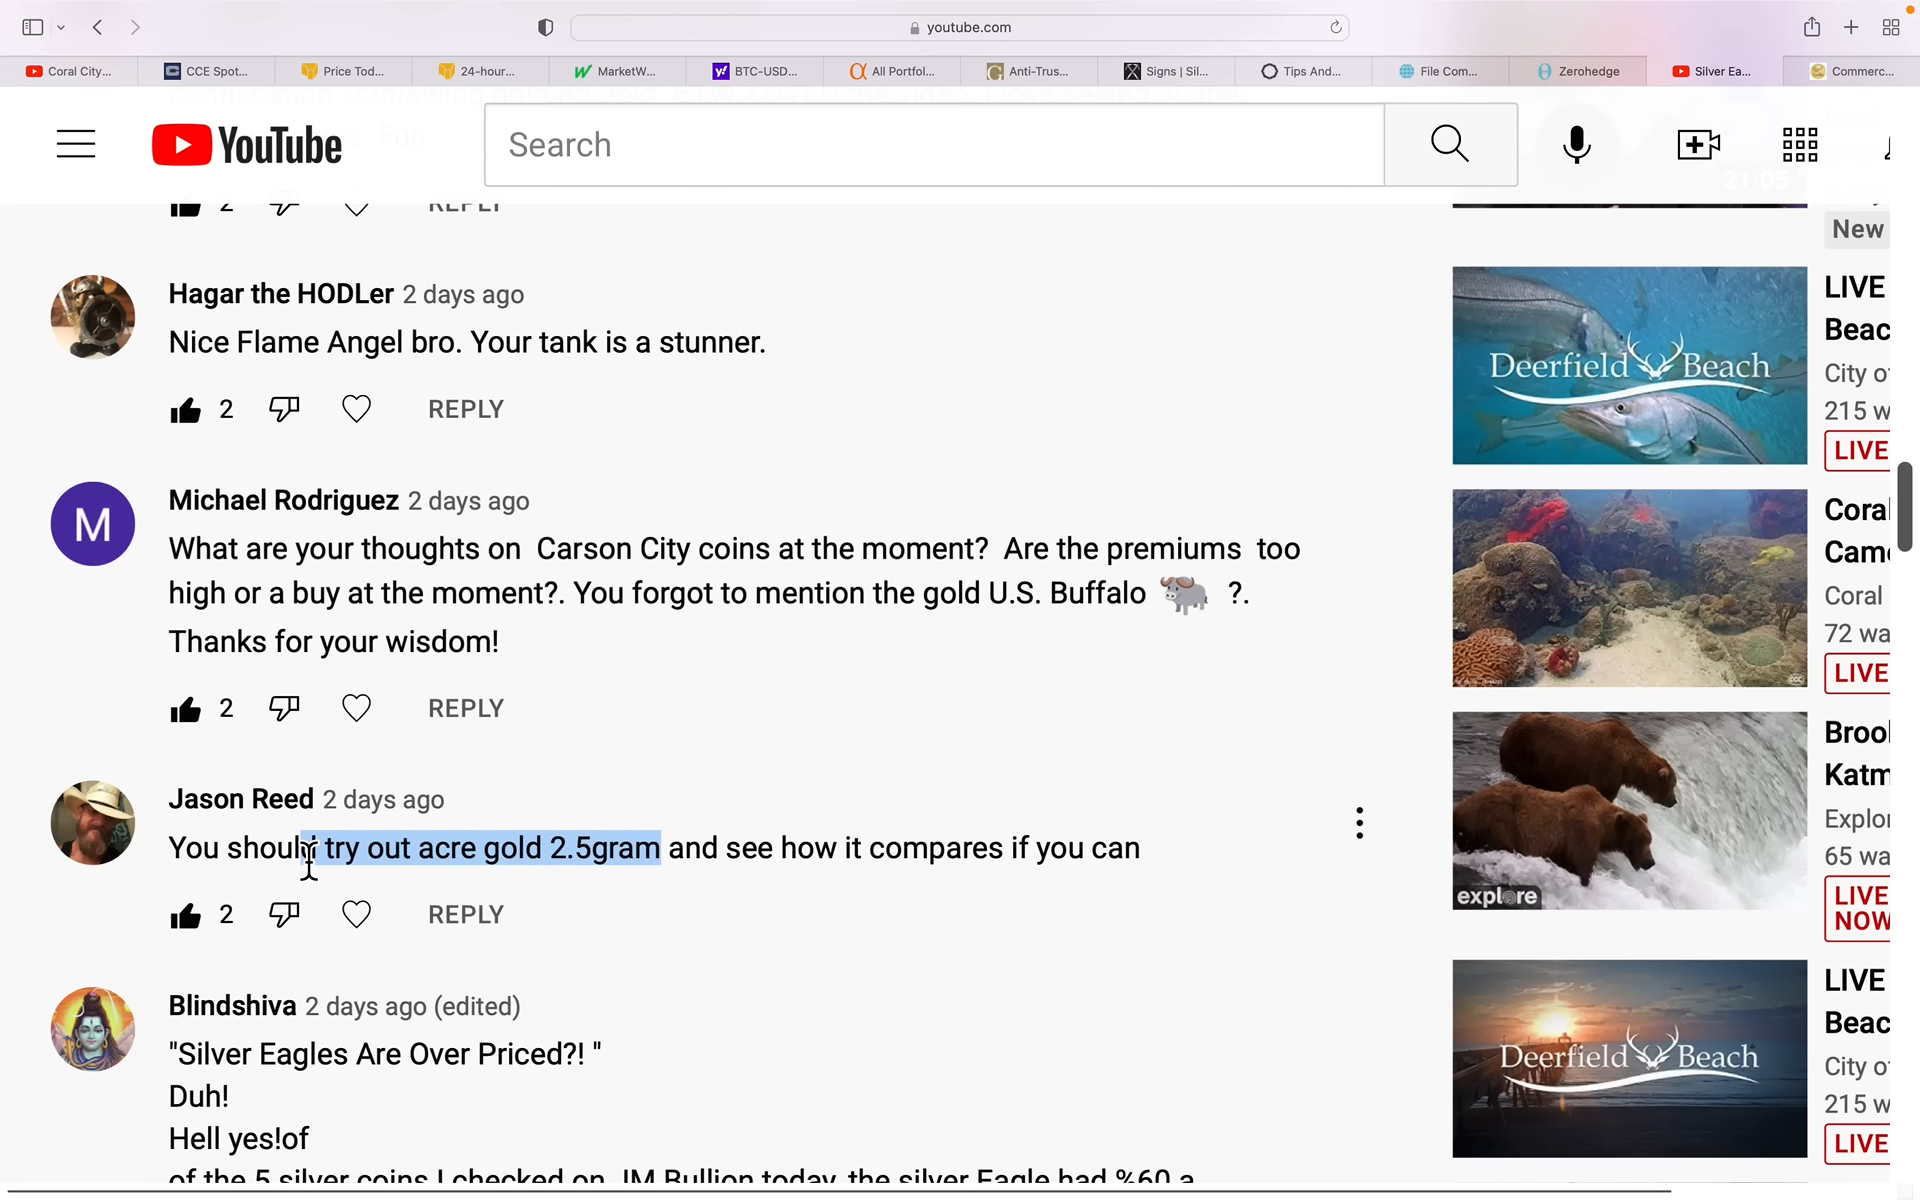 youtube.com
Coral City...
CCE Spot...
Price Tod...
24-hour...
MarketW...
BTC-USD...
All Portfol...
Anti-Trus...
Signs | Sil...
Tips And...
File Com...
Zerohedge
Silver Ea...
Commerc...
YouTube
Search
21:05
New
2
REPLY
Hagar the HODLer 2 days ago
Nice Flame Angel bro. Your tank is a stunner.
2 REPLY
Michael Rodriguez 2 days ago
M
What are your thoughts on Carson City coins at the moment? Are the premiums too
high or a buy at the moment?. You forgot to mention the gold U.S. Buffalo 🐃 ?.
Thanks for your wisdom!
2 REPLY
Jason Reed 2 days ago
You should try out acre gold 2.5gram and see how it compares if you can
2 REPLY
Blindshiva 2 days ago (edited)
"Silver Eagles Are Over Priced?! "
Duh!
Hell yes!of
of the 5 silver coins I checked on JM Bullion today, the silver Eagle had %60 a
Deerfield Beach
LIVE
Beac
City o
215 w
LIVE
Coral
Came
Coral
72 wa
LIVE
explore
Brool
Katm
Explor
65 wa
LIVE
NOW
Deerfield Beach
LIVE
Beac
City o
215 w
LIVE